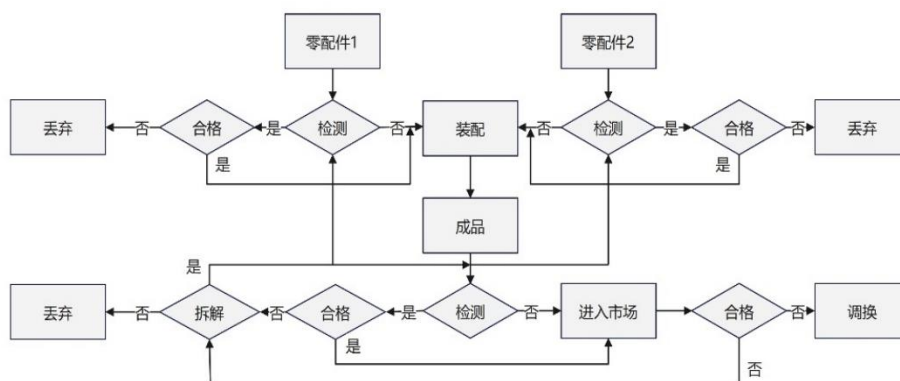 零配件1
零配件2
丢弃
否
合格
是
检测
否
装配
否
检测
是
合格
否
丢弃
是
是
成品
是
丢弃
否
拆解
否
合格
是
检测
否
进入市场
合格
否
调换
是
否